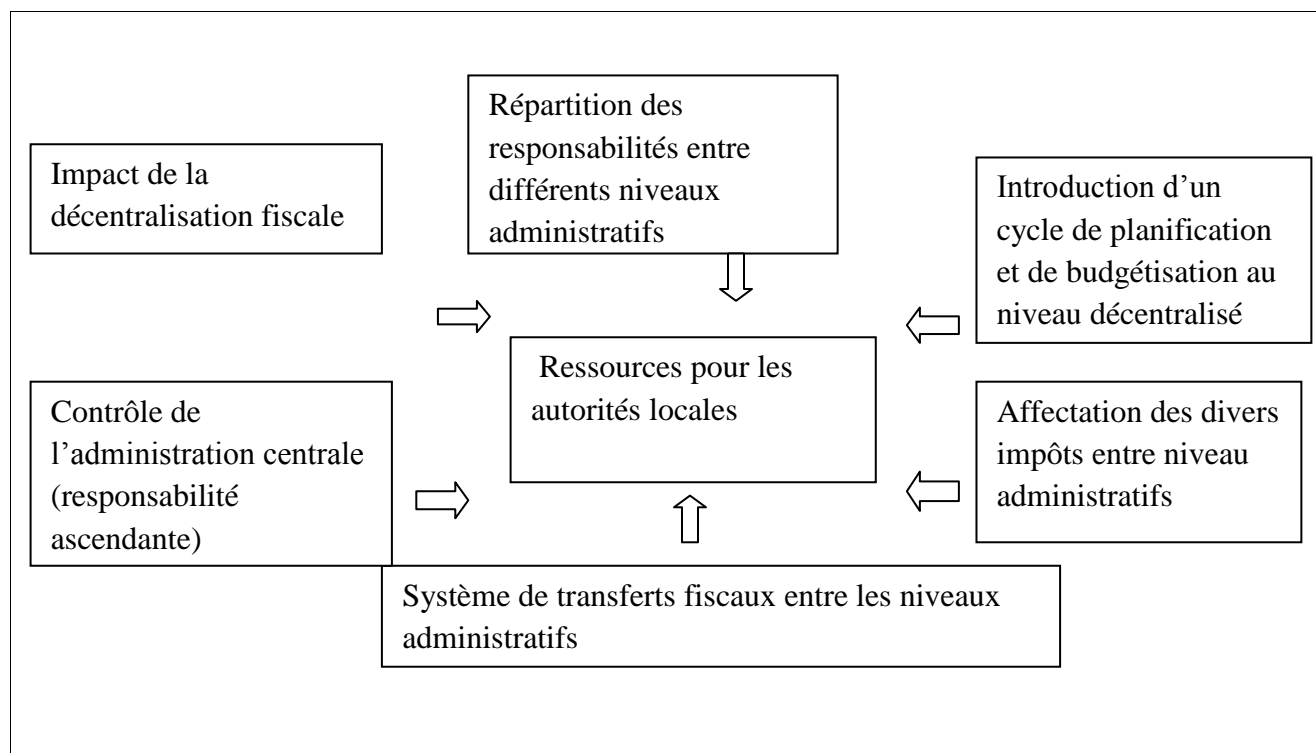 Répartition des
responsabilités entre
différents niveaux
administratifs
Impact de la
décentralisation fiscale
Introduction d’un
cycle de planification
et de budgétisation au
niveau décentralisé
Ressources pour les
autorités locales
Contrôle de
l’administration centrale
(responsabilité
ascendante)
Affectation des divers
impôts entre niveau
administratifs
Système de transferts fiscaux entre les niveaux
administratifs